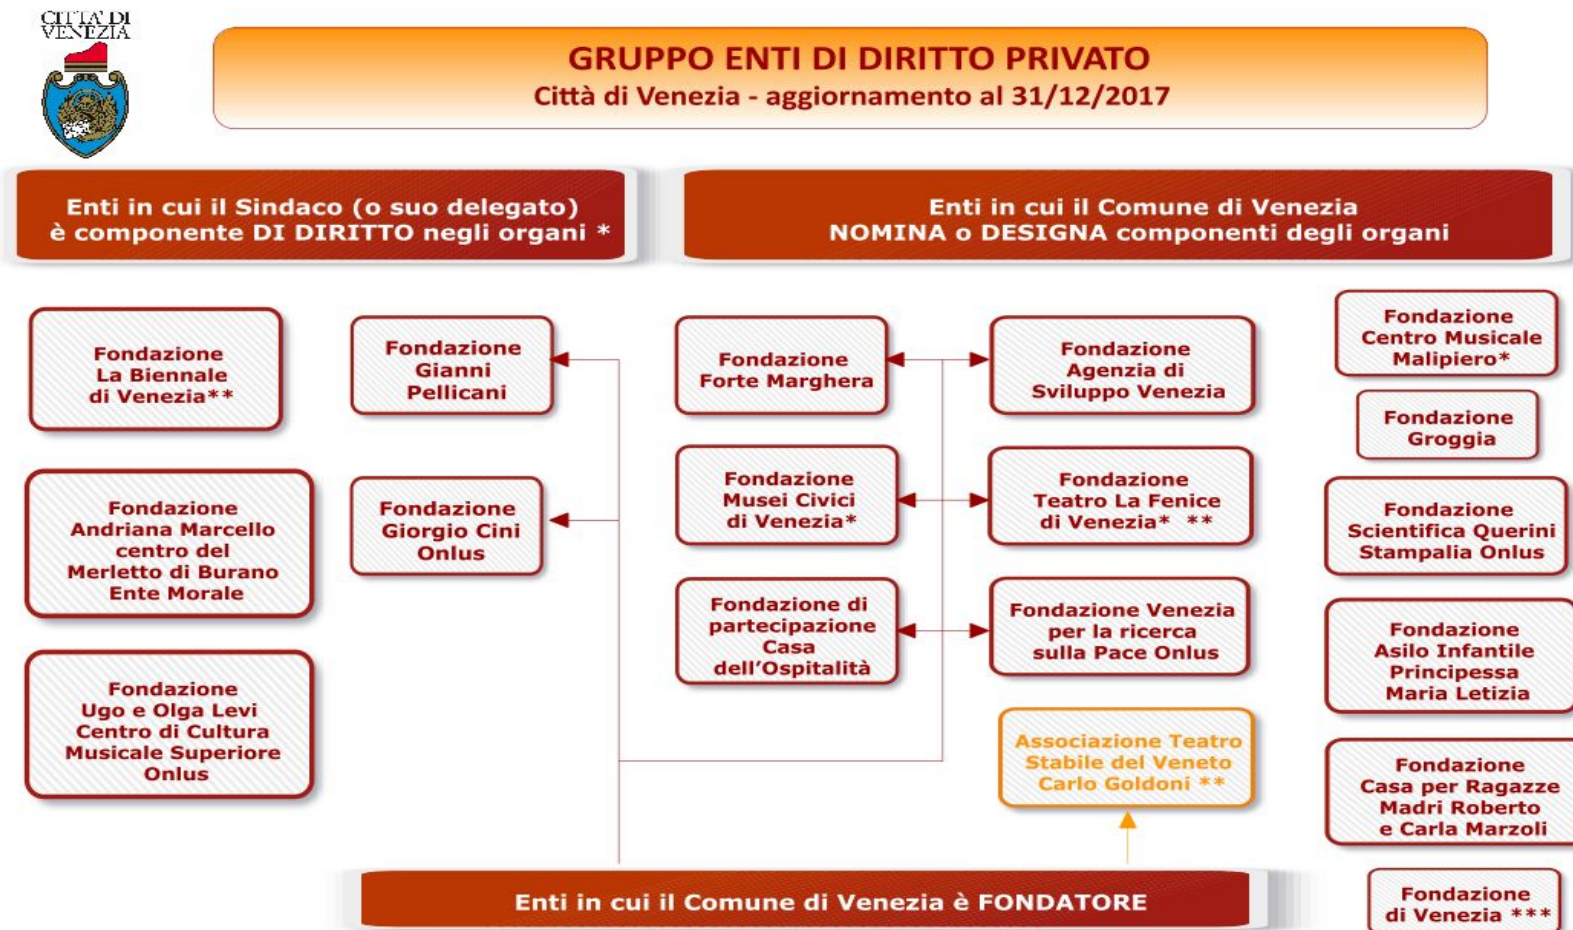 CITTA' DI
VENEZIA
GRUPPO ENTI DI DIRITTO PRIVATO
Città di Venezia - aggiornamento al 31/12/2017
Enti in cui il Sindaco (o suo delegato)
è componente DI DIRITTO negli organi *
Enti in cui il Comune di Venezia
NOMINA o DESIGNA componenti degli organi
Fondazione
La Biennale
di Venezia**
Fondazione
Gianni
Pellicani
Fondazione
Andriana Marcello
centro del
Merletto di Burano
Ente Morale
Fondazione
Giorgio Cini
Onlus
Fondazione
Ugo e Olga Levi
Centro di Cultura
Musicale Superiore
Onlus
Fondazione
Forte Marghera
Fondazione
Agenzia di
Sviluppo Venezia
Fondazione
Musei Civici
di Venezia*
Fondazione
Teatro La Fenice
di Venezia* **
Fondazione di
partecipazione
Casa
dell'Ospitalità
Fondazione Venezia
per la ricerca
sulla Pace Onlus
Associazione Teatro
Stabile del Veneto
Carlo Goldoni **
Fondazione
Centro Musicale
Malipiero*
Fondazione
Groggia
Fondazione
Scientifica Querini
Stampalia Onlus
Fondazione
Asilo Infantile
Principessa
Maria Letizia
Fondazione
Casa per Ragazze
Madri Roberto
e Carla Marzoli
Fondazione
di Venezia ***
Enti in cui il Comune di Venezia è FONDATORE